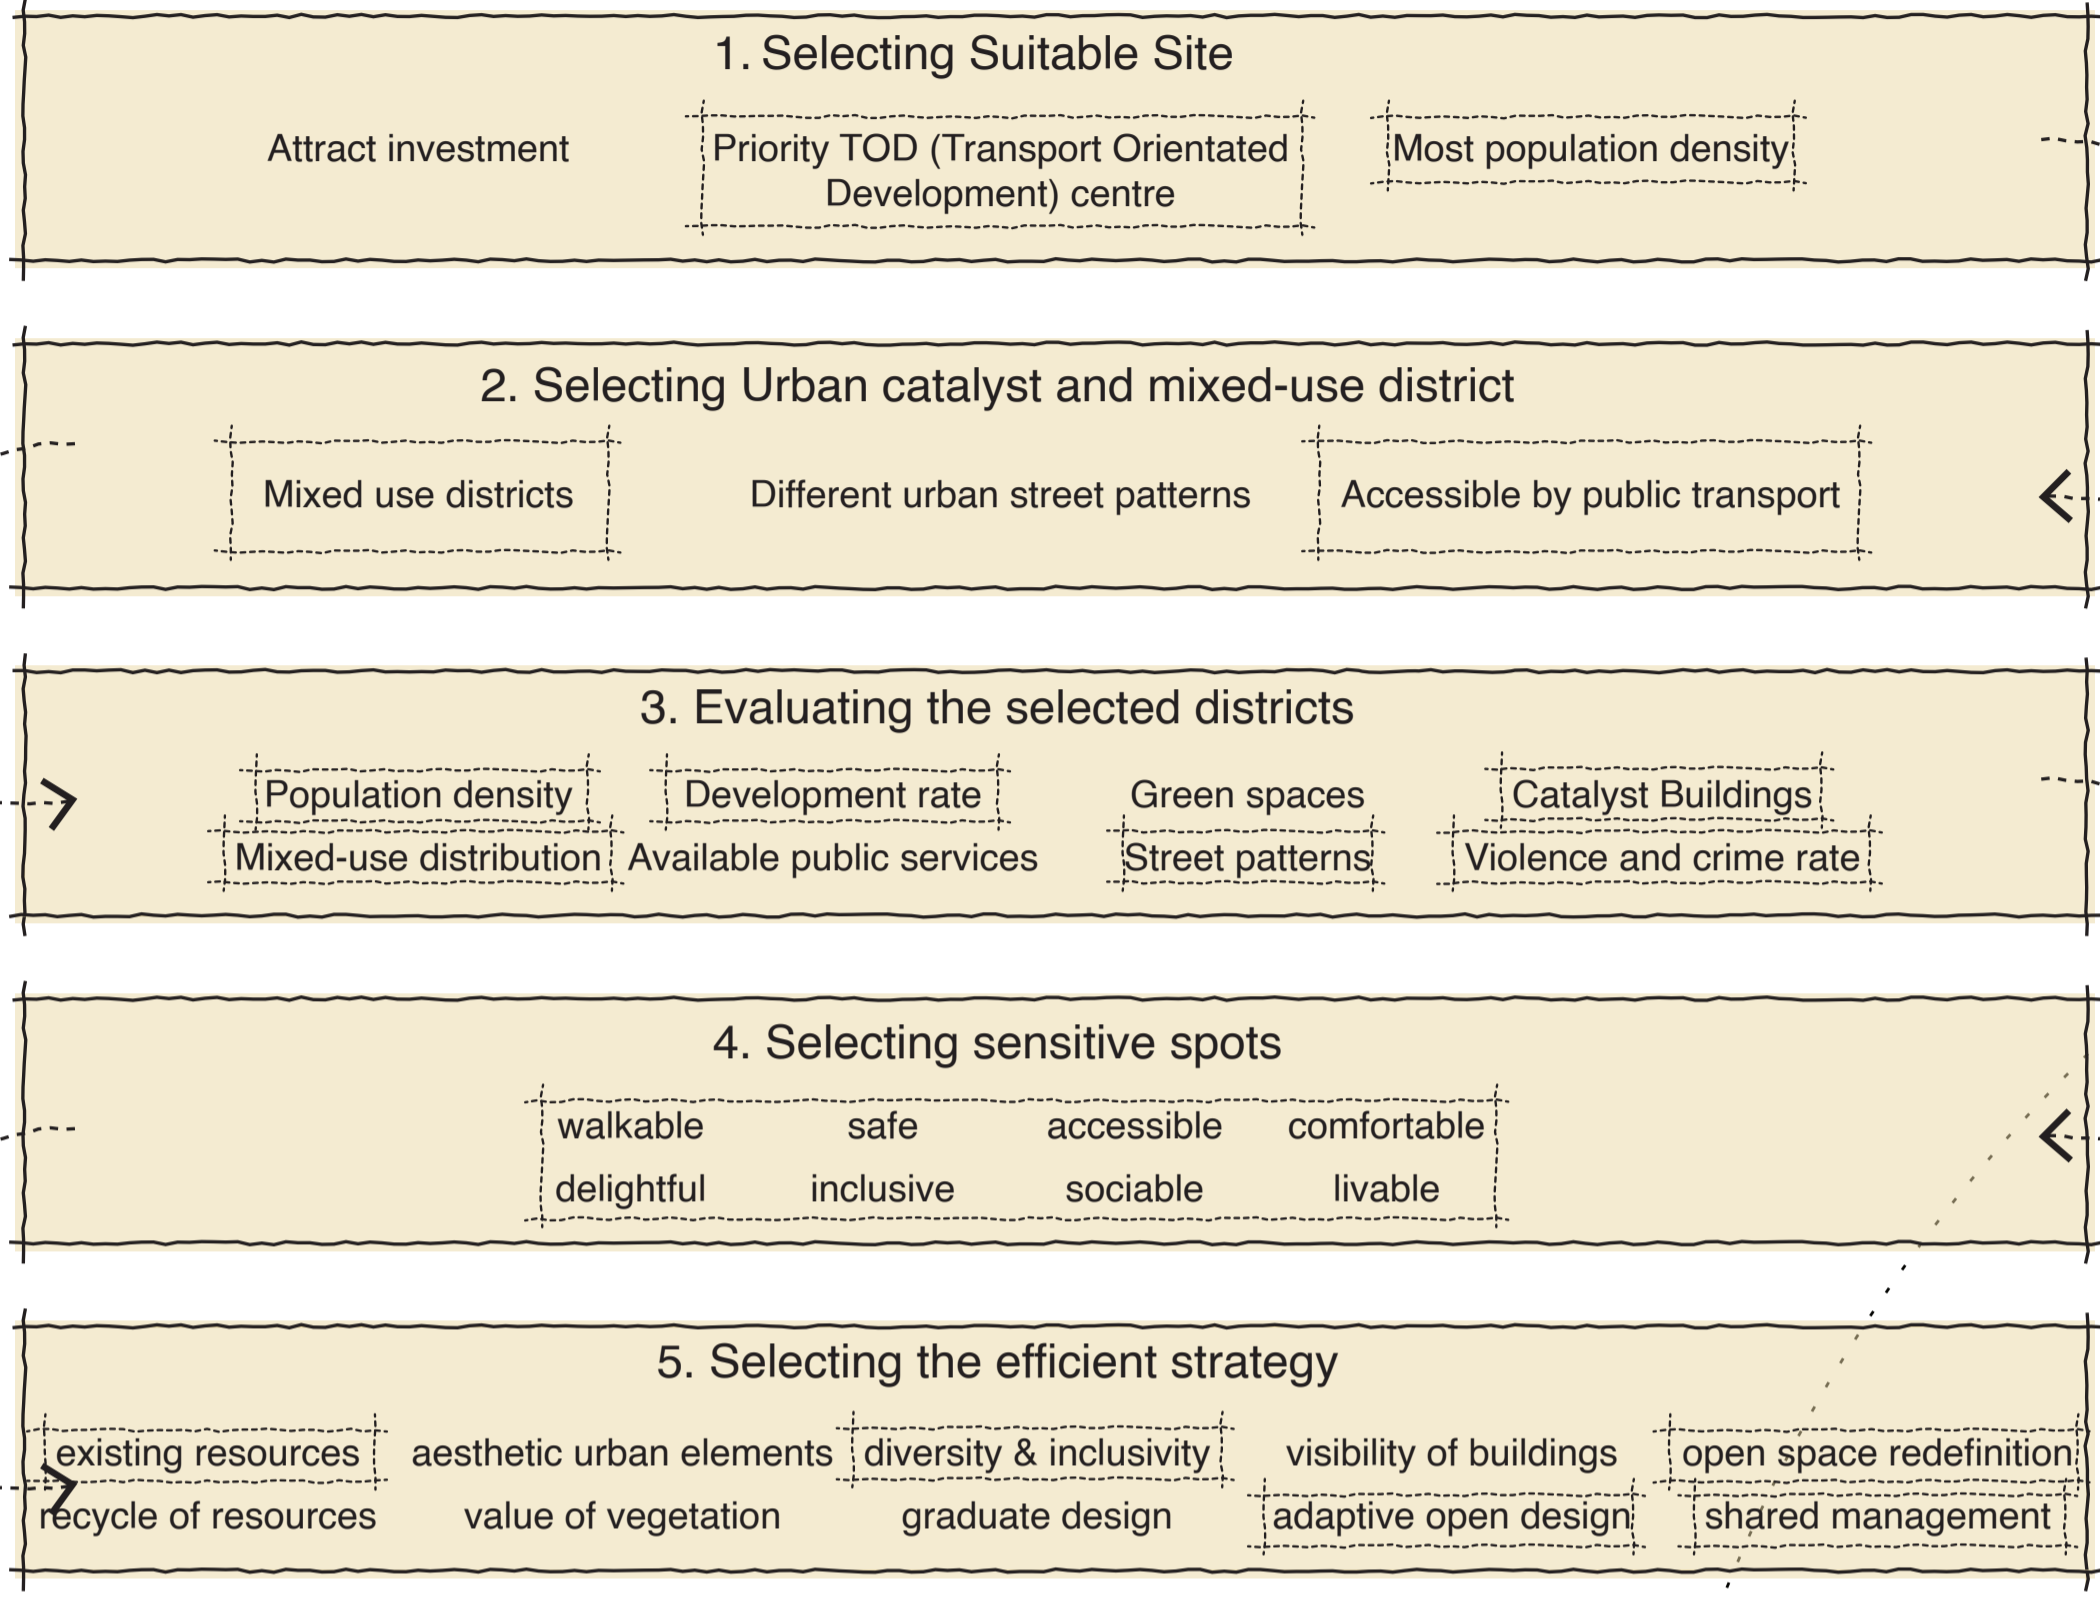 1. Selecting Suitable Site
Attract investment
Priority TOD (Transport Orientated
Development) centre
Most population density
2. Selecting Urban catalyst and mixed-use district
Mixed use districts
Different urban street patterns
Accessible by public transport
3. Evaluating the selected districts
Population density
Development rate
Green spaces
Catalyst Buildings
Mixed-use distribution
Available public services
Street patterns
Violence and crime rate
4. Selecting sensitive spots
walkable
safe
accessible
comfortable
delightful
inclusive
sociable
livable
5. Selecting the efficient strategy
existing resources
aesthetic urban elements
diversity & inclusivity
visibility of buildings
open space redefinition
recycle of resources
value of vegetation
graduate design
adaptive open design
shared management